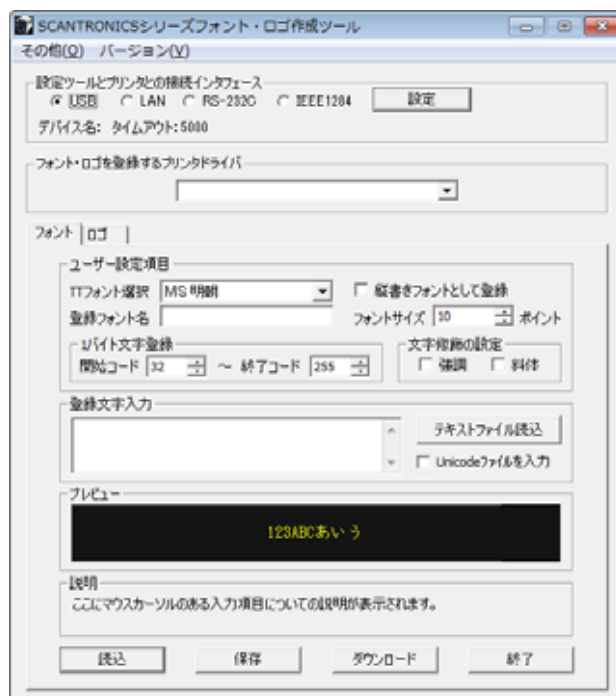 SCANTRONICSシリーズフォント・ロゴ作成ツール
その他(O) バージョン(V)
設定ツールとプリンタとの接続インタフェース
USB LAN RS-232C IEEE1284 設定
デバイス名: タイムアウト:5000
フォント・ロゴを登録するプリンタドライバ
フォント ロゴ
ユーザー設定項目
TTフォント選択 MS 明朝 縦書きフォントとして登録
登録フォント名 フォントサイズ 10 ポイント
1バイト文字登録 文字修飾の設定
開始コード 32 ～ 終了コード 255 強調 斜体
登録文字入力
テキストファイル読込
Unicodeファイルを入力
プレビュー
123ABCあいう
説明
ここにマウスカーソルのある入力項目についての説明が表示されます。
読込 保存 ダウンロード 終了